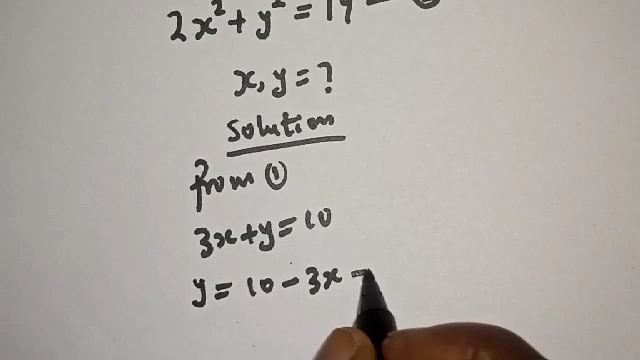 2x² + y² = 19 —
x, y = ?
solution
from ①
3x + y = 10
y = 10 - 3x -